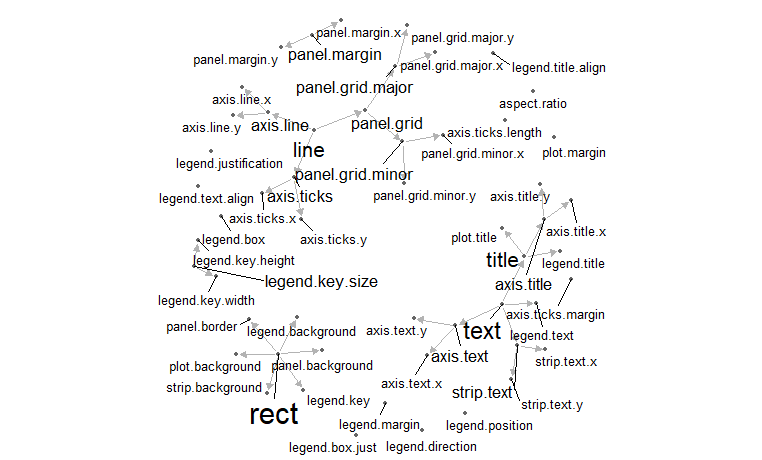 panel.margin.x
panel.grid.major.y
panel.margin.y
panel.margin
panel.grid.major.x
legend.title.align
panel.grid.major
axis.line.x
aspect.ratio
axis.line.y
axis.line
panel.grid
axis.ticks.length
line
panel.grid.minor.x
plot.margin
legend.justification
panel.grid.minor
legend.text.align
axis.ticks
panel.grid.minor.y
axis.title.y
axis.ticks.x
axis.title.x
legend.box
axis.ticks.y
plot.title
legend.key.height
title
legend.title
legend.key.size
axis.title
legend.key.width
axis.ticks.margin
panel.border
legend.background
axis.text.y
text
legend.text
plot.background
panel.background
axis.text
strip.text.x
strip.background
axis.text.x
strip.text
legend.key
strip.text.y
rect
legend.margin
legend.position
legend.box.just
legend.direction